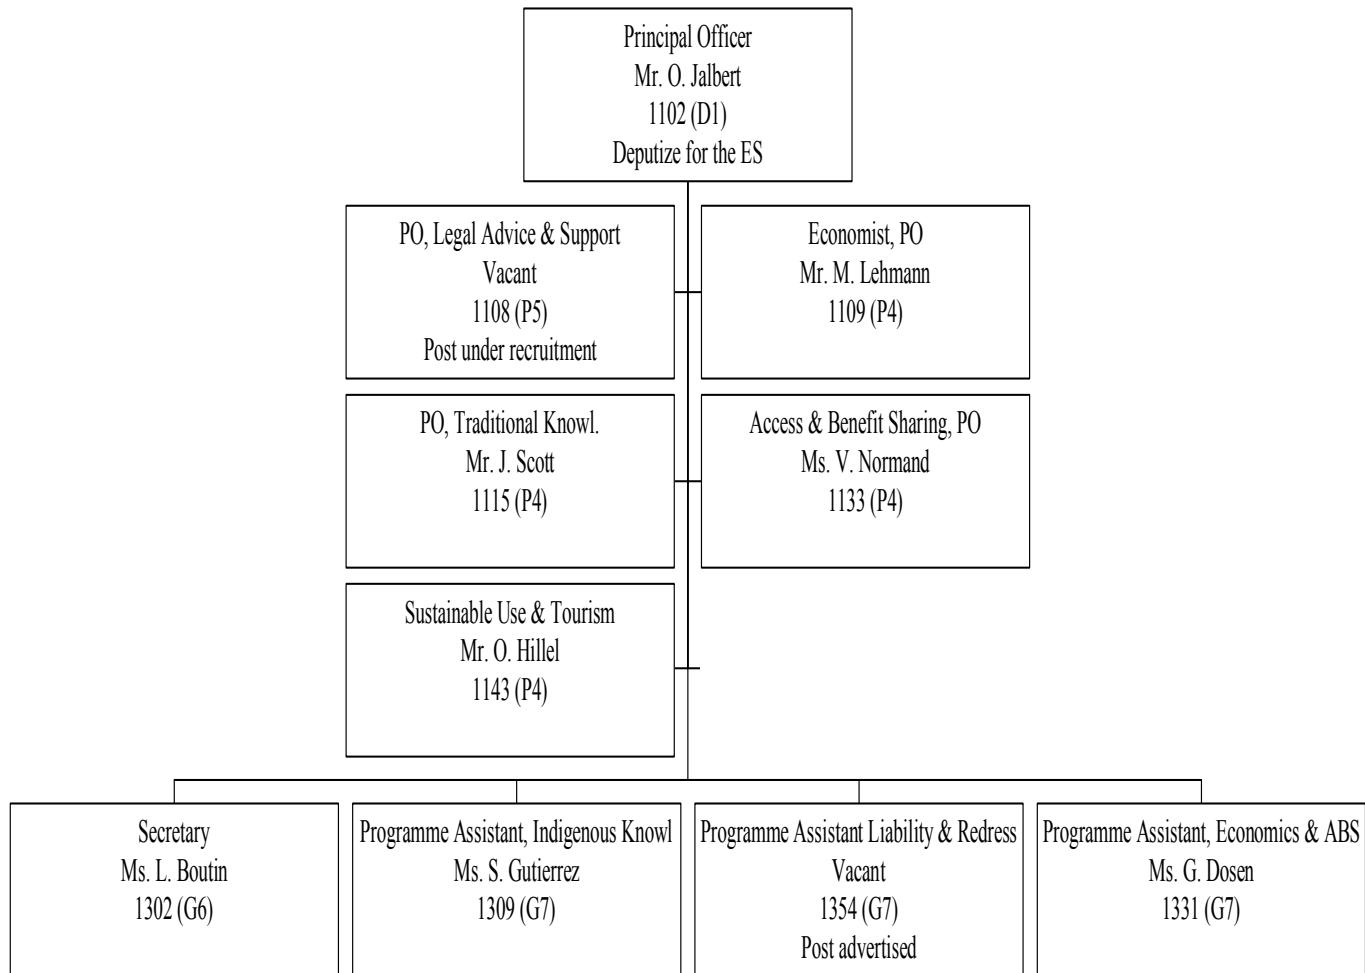 Principal Officer
Mr. O. Jalbert
1102 (D1)
Deputize for the ES
PO, Legal Advice & Support
Vacant
1108 (P5)
Post under recruitment
Economist, PO
Mr. M. Lehmann
1109 (P4)
PO, Traditional Knowl.
Mr. J. Scott
1115 (P4)
Access & Benefit Sharing, PO
Ms. V. Normand
1133 (P4)
Sustainable Use & Tourism
Mr. O. Hillel
1143 (P4)
Secretary
Ms. L. Boutin
1302 (G6)
Programme Assistant, Indigenous Knowl
Ms. S. Gutierrez
1309 (G7)
Programme Assistant Liability & Redress
Vacant
1354 (G7)
Post advertised
Programme Assistant, Economics & ABS
Ms. G. Dosen
1331 (G7)